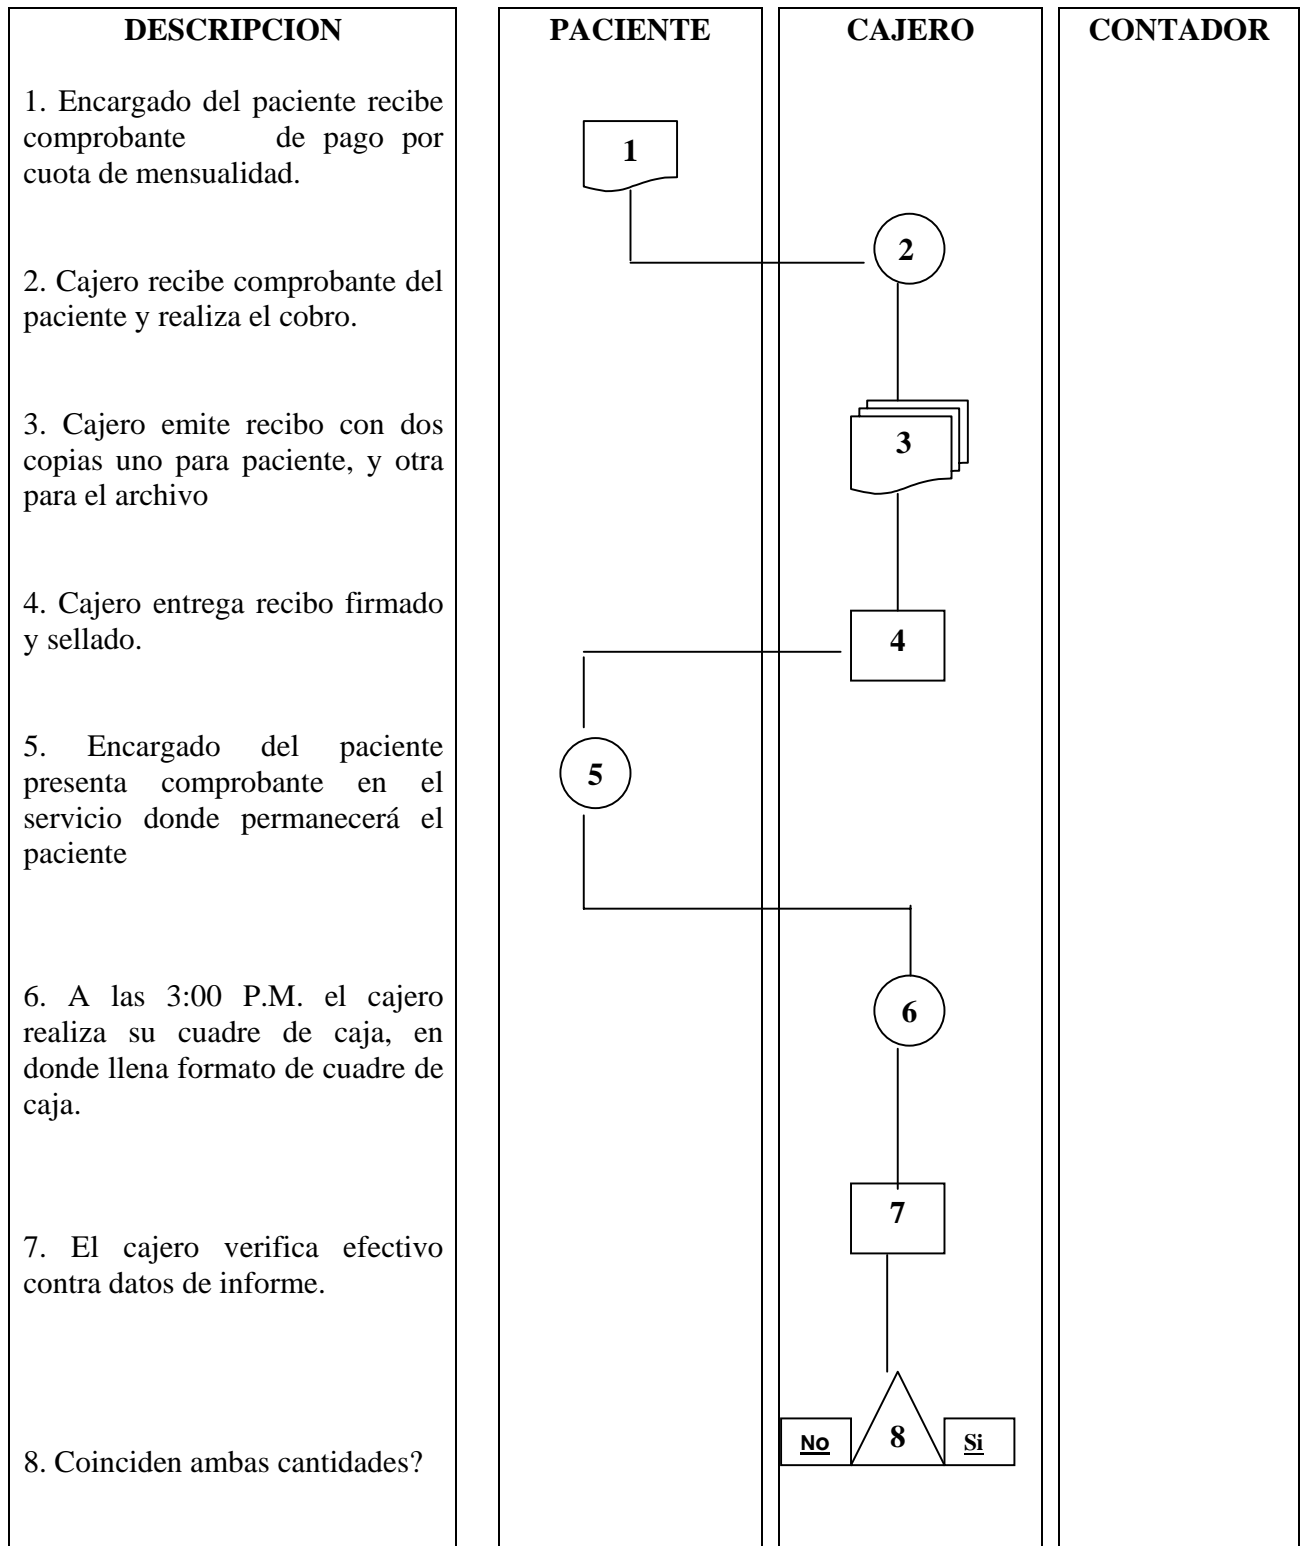 DESCRIPCION
1. Encargado del paciente recibe
comprobante de pago por
cuota de mensualidad.
2. Cajero recibe comprobante del
paciente y realiza el cobro.
3. Cajero emite recibo con dos
copias uno para paciente, y otra
para el archivo
4. Cajero entrega recibo firmado
y sellado.
5. Encargado del paciente
presenta comprobante en el
servicio donde permanecerá el
paciente
6. A las 3:00 P.M. el cajero
realiza su cuadre de caja, en
donde llena formato de cuadre de
caja.
7. El cajero verifica efectivo
contra datos de informe.
8. Coinciden ambas cantidades?
PACIENTE
1
5
CAJERO
2
3
4
6
7
No 8 Si
CONTADOR